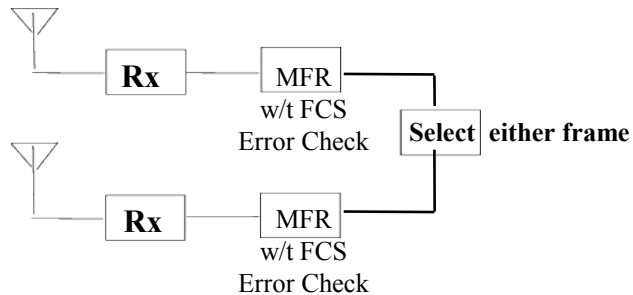 Rx
MFR
w/t FCS
Error Check
Select either frame
Rx
MFR
w/t FCS
Error Check